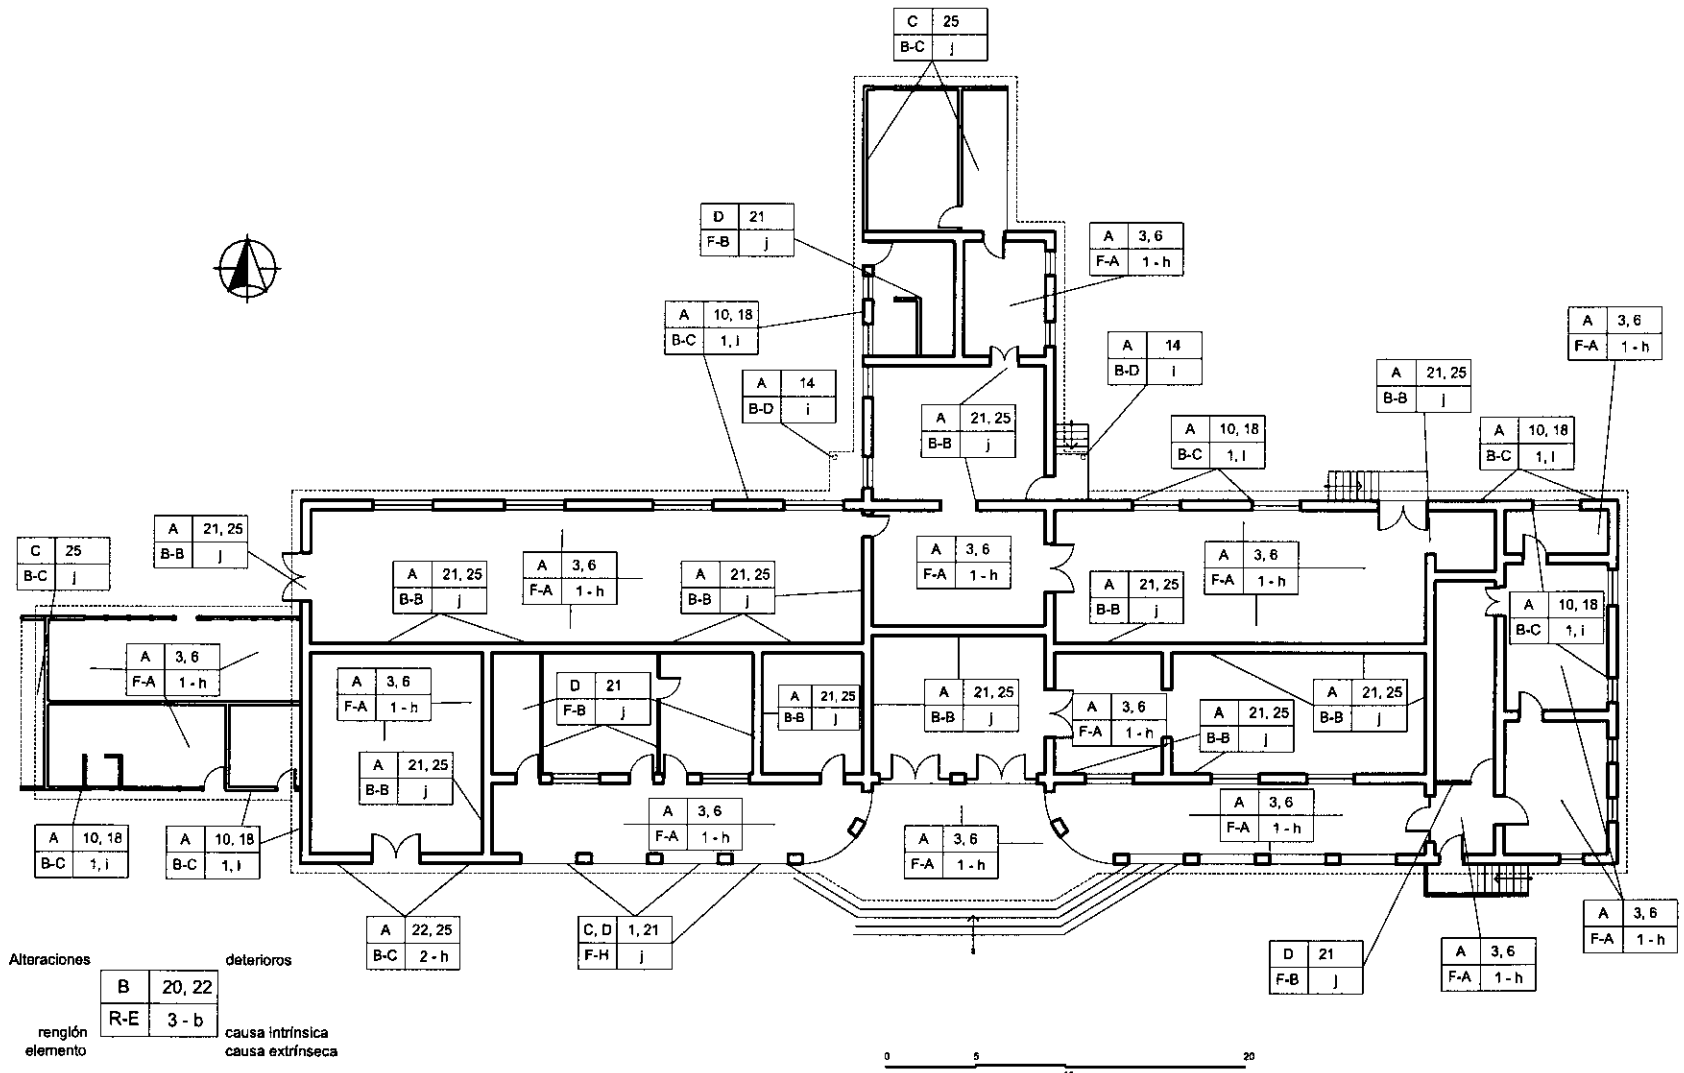 C 25
B-C j
D 21
F-B j
A 3, 6
F-A 1 - h
A 10, 18
B-C 1, i
A 3, 6
F-A 1 - h
A 14
B-D i
A 14
B-D i
A 21, 25
B-B j
A 21, 25
B-B j
A 10, 18
B-C 1, i
A 10, 18
B-C 1, i
A 21, 25
B-B j
C 25
B-C j
A 3, 6
F-A 1 - h
A 21, 25
B-B j
A 21, 25
B-B j
A 3, 6
F-A 1 - h
A 21, 25
B-B j
A 3, 6
F-A 1 - h
A 10, 18
B-C 1, i
A 3, 6
F-A 1 - h
A 3, 6
F-A 1 - h
D 21
F-B j
A 21, 25
B-B j
A 21, 25
B-B j
A 3, 6
F-A 1 - h
A 21, 25
B-B j
A 21, 25
B-B j
A 21, 25
B-B j
A 3, 6
F-A 1 - h
A 3, 6
F-A 1 - h
A 3, 6
F-A 1 - h
A 10, 18
B-C 1, i
A 10, 18
B-C 1, i
A 22, 25
B-C 2 - h
C, D 1, 21
F-H j
D 21
F-B j
A 3, 6
F-A 1 - h
A 3, 6
F-A 1 - h
Alteraciones deterioros
B 20, 22
R-E 3 - b
renglón causa intrínsica
elemento causa extrínseca
0 5 20